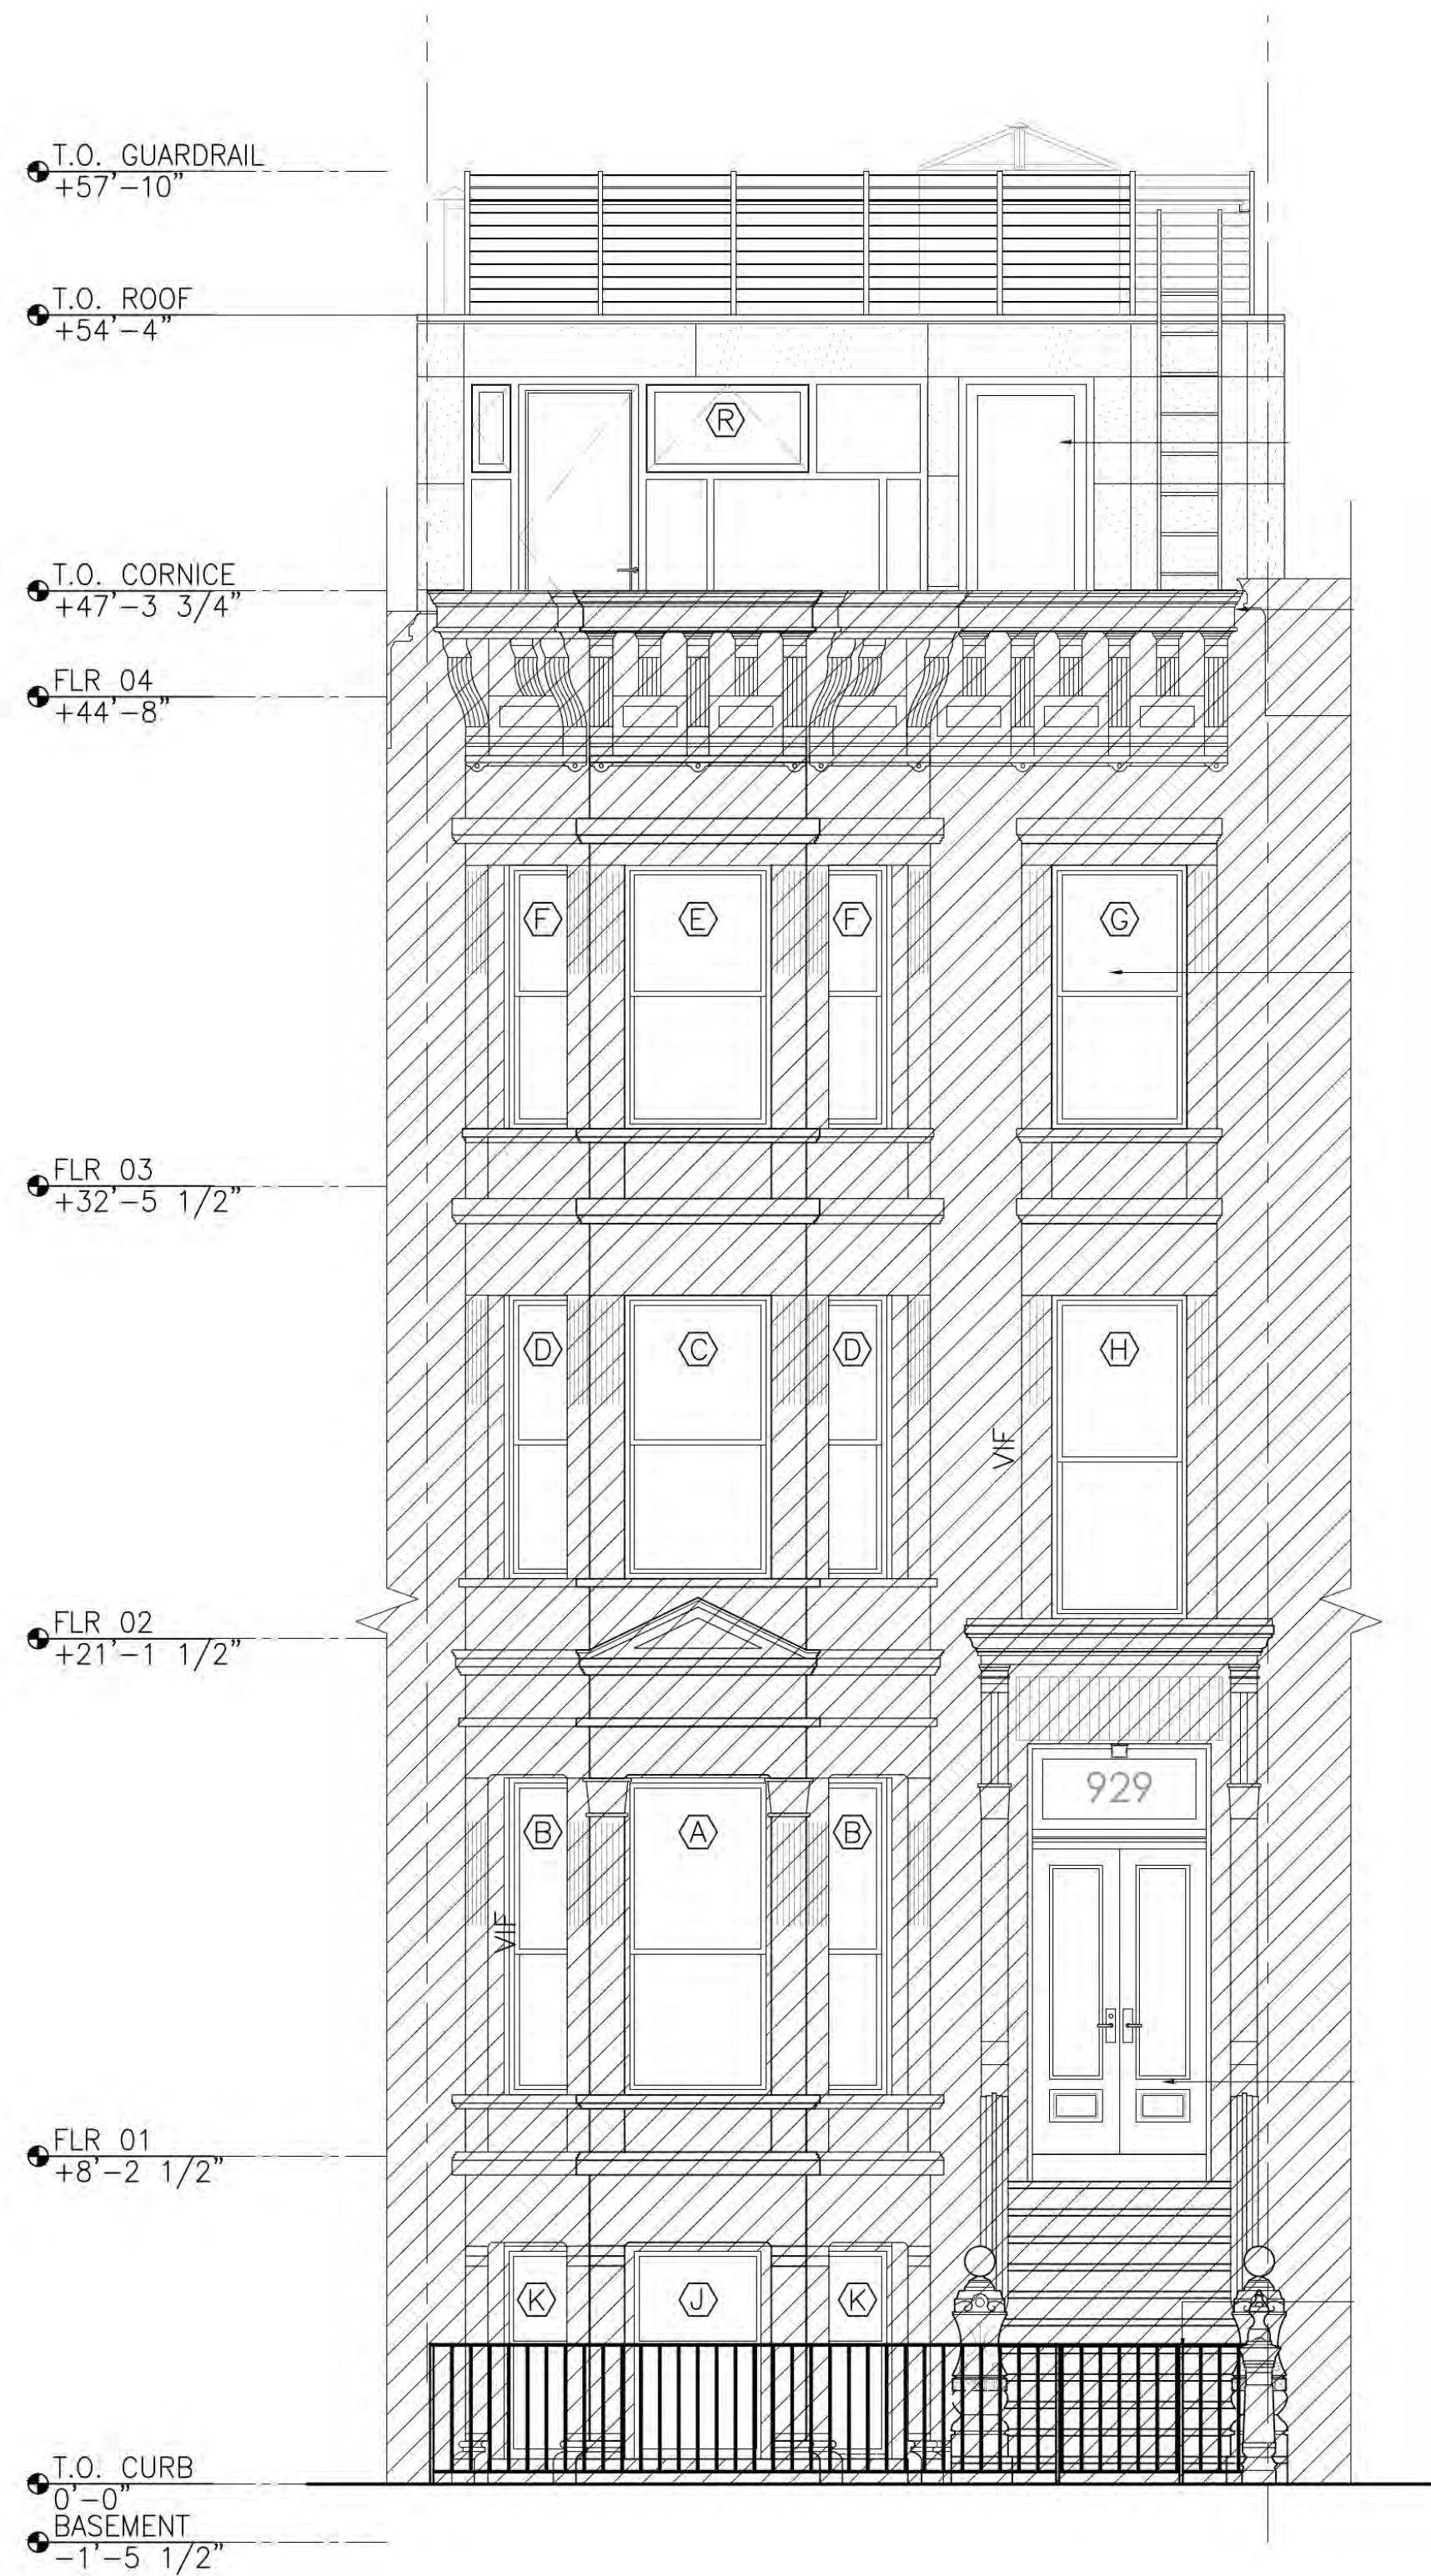 T.O. GUARDRAIL
+57'-10"
T.O. ROOF
+54'-4"
R
T.O. CORNICE
+47'-3 3/4"
FLR 04
+44'-8"
F E F G
FLR 03
+32'-5 1/2"
D C D H
VIF
FLR 02
+21'-1 1/2"
929
B A B
VIF
FLR 01
+8'-2 1/2"
K J K
T.O. CURB
0'-0"
BASEMENT
-1'-5 1/2"